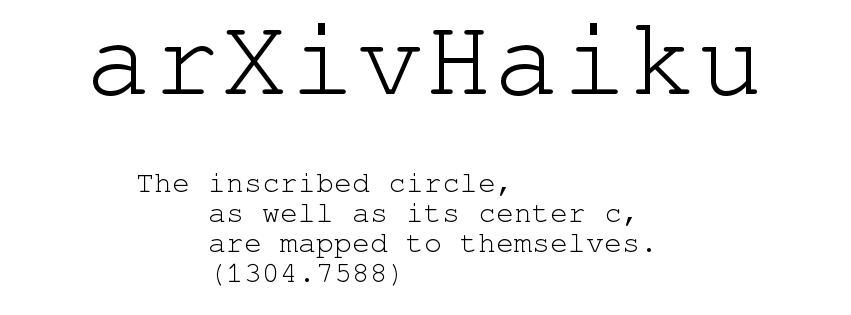 arXivHaiku
The inscribed circle,
as well as its center c,
are mapped to themselves.
(1304.7588)